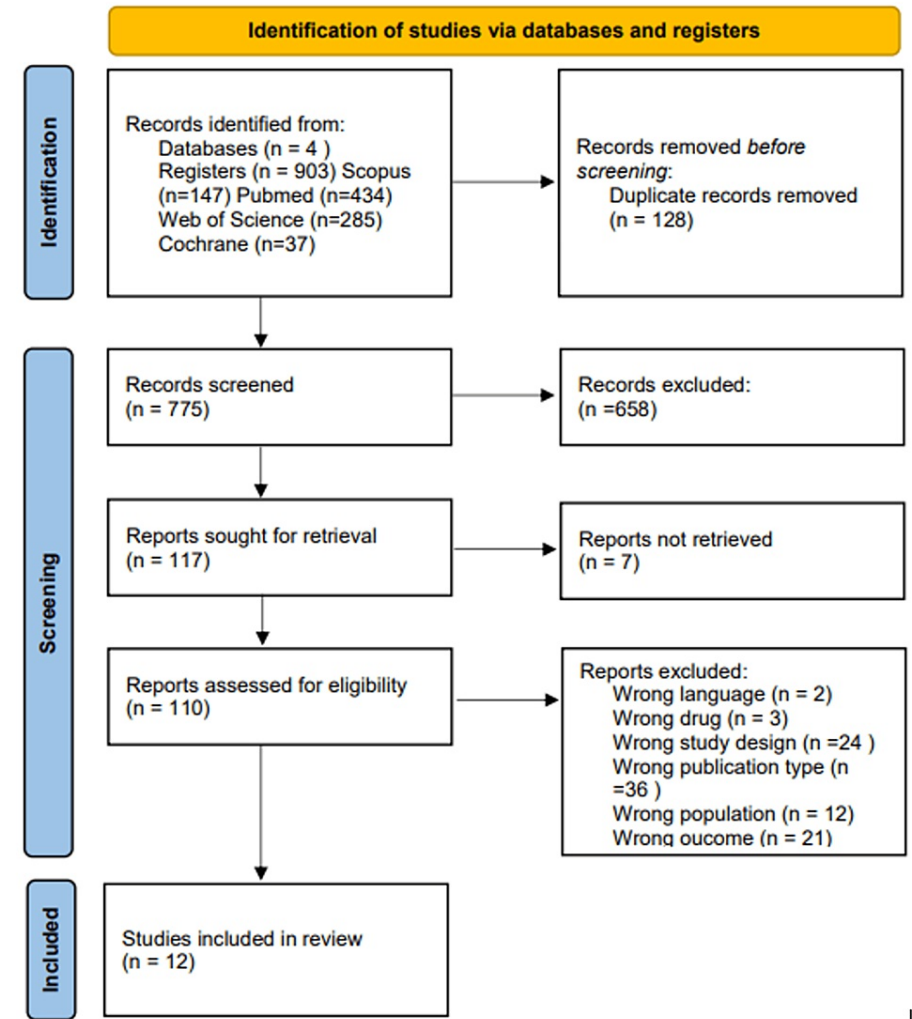 Identification of studies via databases and registers
Identification
Records identified from:
Databases (n = 4 )
Registers (n = 903) Scopus
(n=147) Pubmed (n=434)
Web of Science (n=285)
Cochrane (n=37)
Records removed before
screening:
Duplicate records removed
(n = 128)
Screening
Records screened
(n = 775)
Records excluded:
(n =658)
Reports sought for retrieval
(n = 117)
Reports not retrieved
(n = 7)
Reports assessed for eligibility
(n = 110)
Reports excluded:
Wrong language (n = 2)
Wrong drug (n = 3)
Wrong study design (n =24 )
Wrong publication type (n
=36 )
Wrong population (n = 12)
Wrong oucome (n = 21)
Included
Studies included in review
(n = 12)